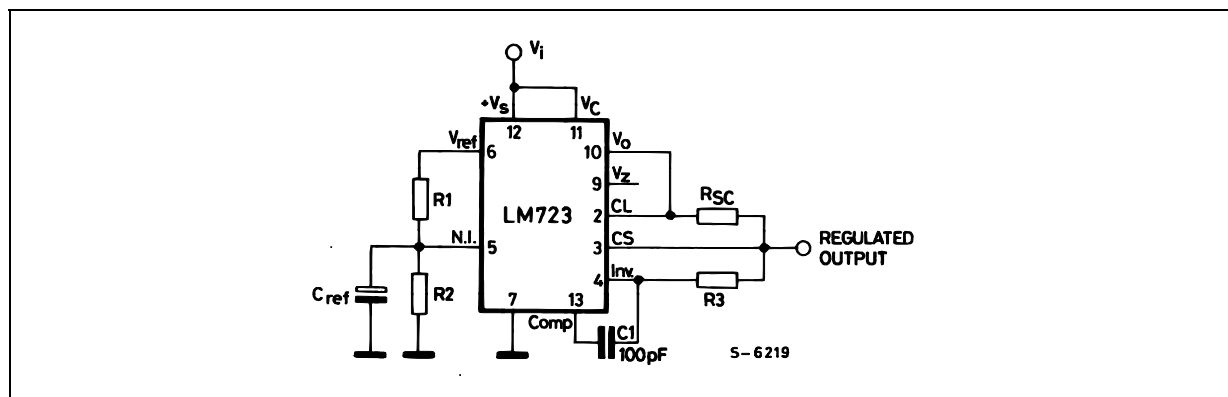 Vi
+Vs
VC
12
11
Vref
6
10
Vo
9
Vz
R1
LM723
2
CL
RSC
N.I.
5
3
CS
REGULATED
OUTPUT
4
Inv.
R3
Cref
R2
7
13
Comp
C1
100pF
S-6219